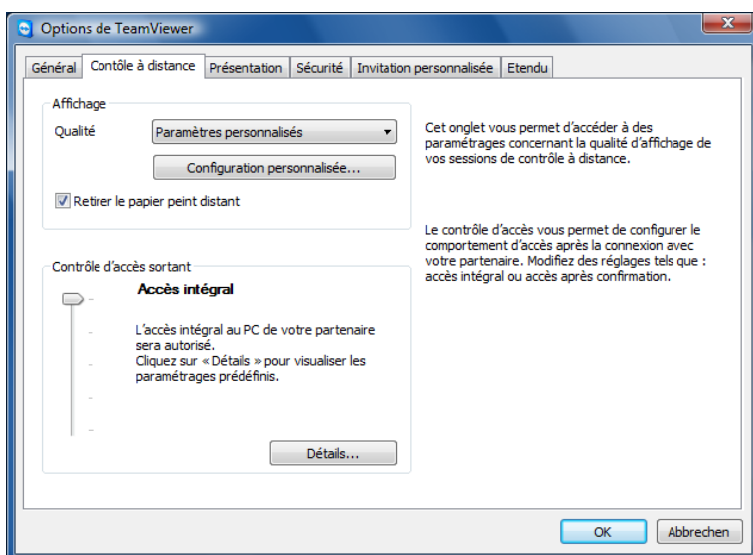 Options de TeamViewer
Général Contôle à distance Présentation Sécurité Invitation personnalisée Etendu
Affichage
Qualité Paramètres personnalisés
Configuration personnalisée...
Retirer le papier peint distant
Cet onglet vous permet d'accéder à des
paramétrages concernant la qualité d'affichage de
vos sessions de contrôle à distance.
Contrôle d'accès sortant
Accès intégral
L'accès intégral au PC de votre partenaire
sera autorisé.
Cliquez sur « Détails » pour visualiser les
paramétrages prédéfinis.
Détails...
Le contrôle d'accès vous permet de configurer le
comportement d'accès après la connexion avec
votre partenaire. Modifiez des réglages tels que :
accès intégral ou accès après confirmation.
OK Abbrechen